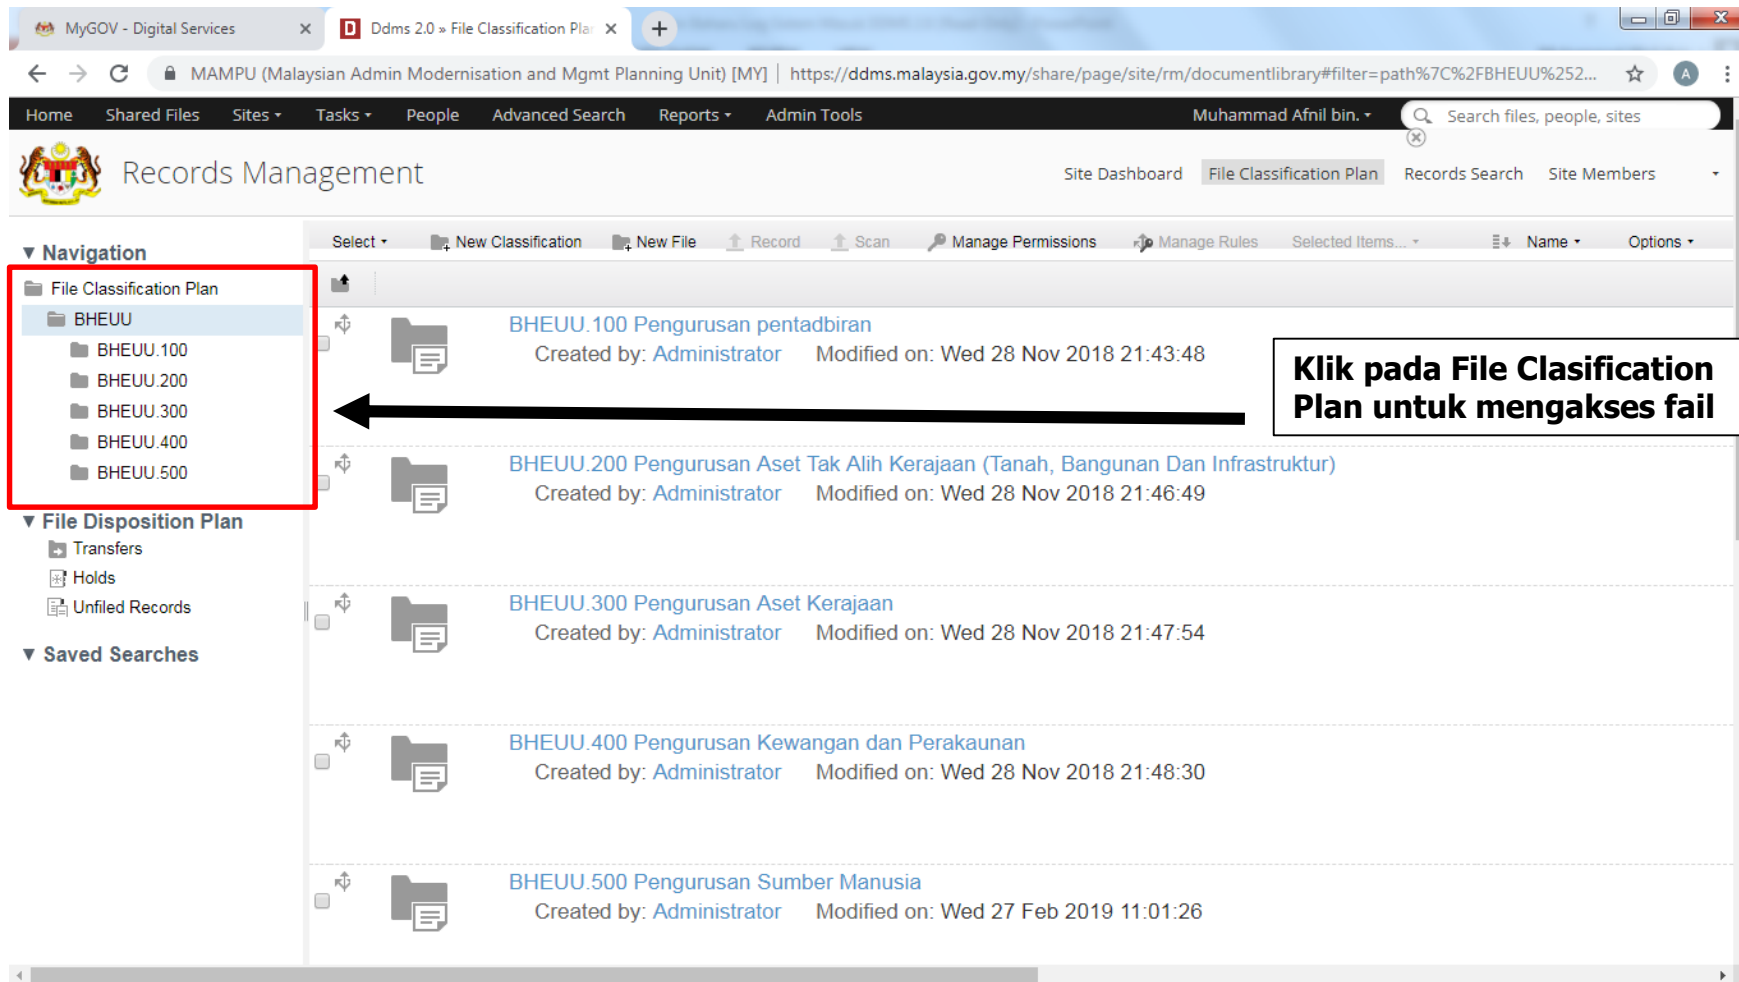 MyGOV - Digital Services
Ddms 2.0 » File Classification Plan
MAMPU (Malaysian Admin Modernisation and Mgmt Planning Unit) [MY] | https://ddms.malaysia.gov.my/share/page/site/rm/documentlibrary#filter=path%7C%2FBHEUU%252...
A
Home Shared Files Sites Tasks People Advanced Search Reports Admin Tools Muhammad Afnil bin. Search files, people, sites
Records Management
Site Dashboard File Classification Plan Records Search Site Members
Navigation
File Classification Plan
BHEUU
BHEUU.100
BHEUU.200
BHEUU.300
BHEUU.400
BHEUU.500
File Disposition Plan
Transfers
Holds
Unfiled Records
Saved Searches
Select New Classification New File Record Scan Manage Permissions Manage Rules Selected Items... Name Options
BHEUU.100 Pengurusan pentadbiran
Created by: Administrator Modified on: Wed 28 Nov 2018 21:43:48
Klik pada File Clasification
Plan untuk mengakses fail
BHEUU.200 Pengurusan Aset Tak Alih Kerajaan (Tanah, Bangunan Dan Infrastruktur)
Created by: Administrator Modified on: Wed 28 Nov 2018 21:46:49
BHEUU.300 Pengurusan Aset Kerajaan
Created by: Administrator Modified on: Wed 28 Nov 2018 21:47:54
BHEUU.400 Pengurusan Kewangan dan Perakaunan
Created by: Administrator Modified on: Wed 28 Nov 2018 21:48:30
BHEUU.500 Pengurusan Sumber Manusia
Created by: Administrator Modified on: Wed 27 Feb 2019 11:01:26